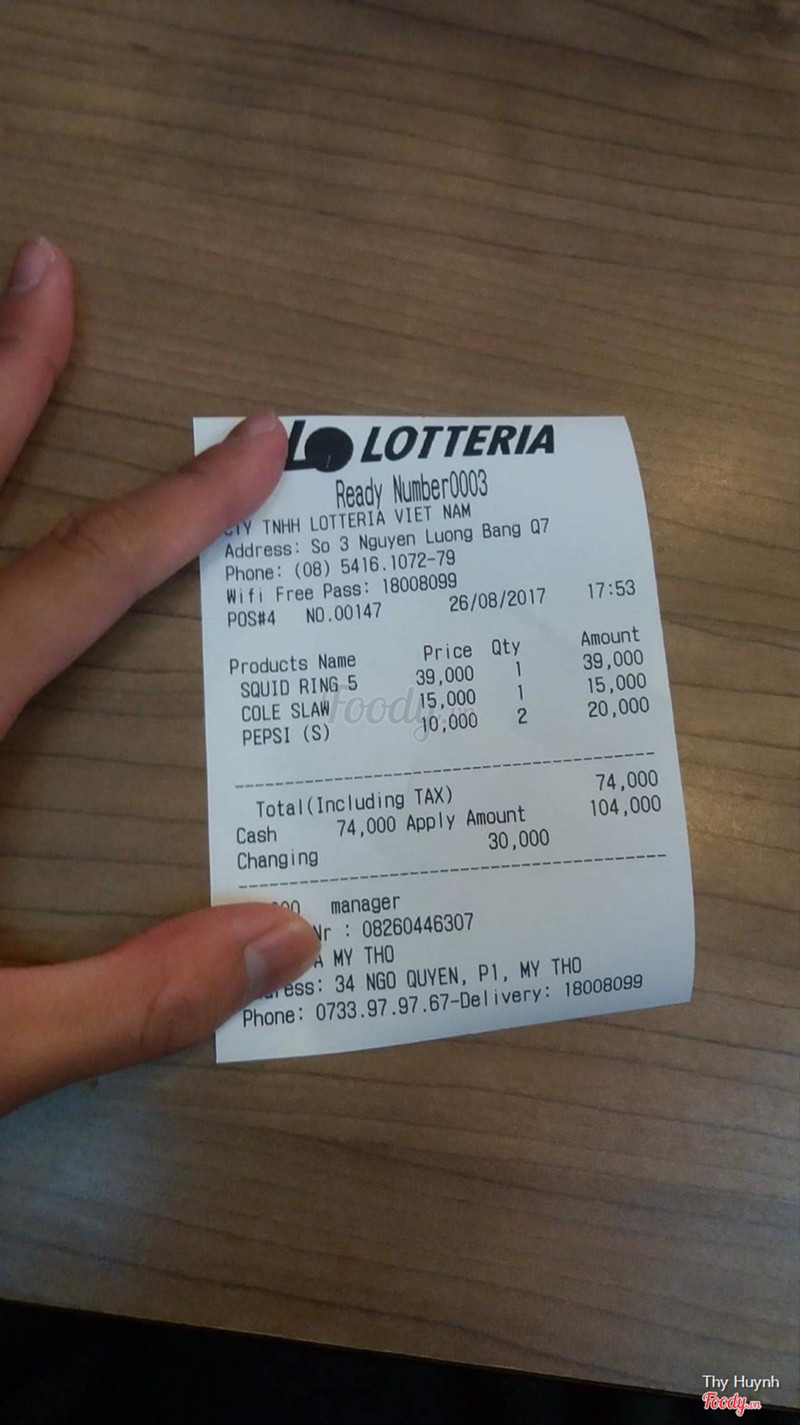 LOTTERIA
Ready Number0003
TNHH LOTTERIA VIET NAM
Address: So 3 Nguyen Luong Bang Q7
Phone: (08) 5416.1072-79
Wifi Free Pass: 18008099
POS#4 NO.00147 26/08/2017 17:53
Products Name Price Qty Amount
SQUID RING 5 39,000 1 39,000
COLE SLAW 15,000 1 15,000
PEPSI (S) 10,000 2 20,000
Total(Including TAX) 74,000
Cash 74,000 Apply Amount 104,000
Changing 30,000
manager
Nr : 08260446307
A MY THO
34 NGO QUYEN, P1, MY THO
Phone: 0733.97.97.67-Delivery: 18008099
Foody.vn
Thy Huynh
Foody.vn